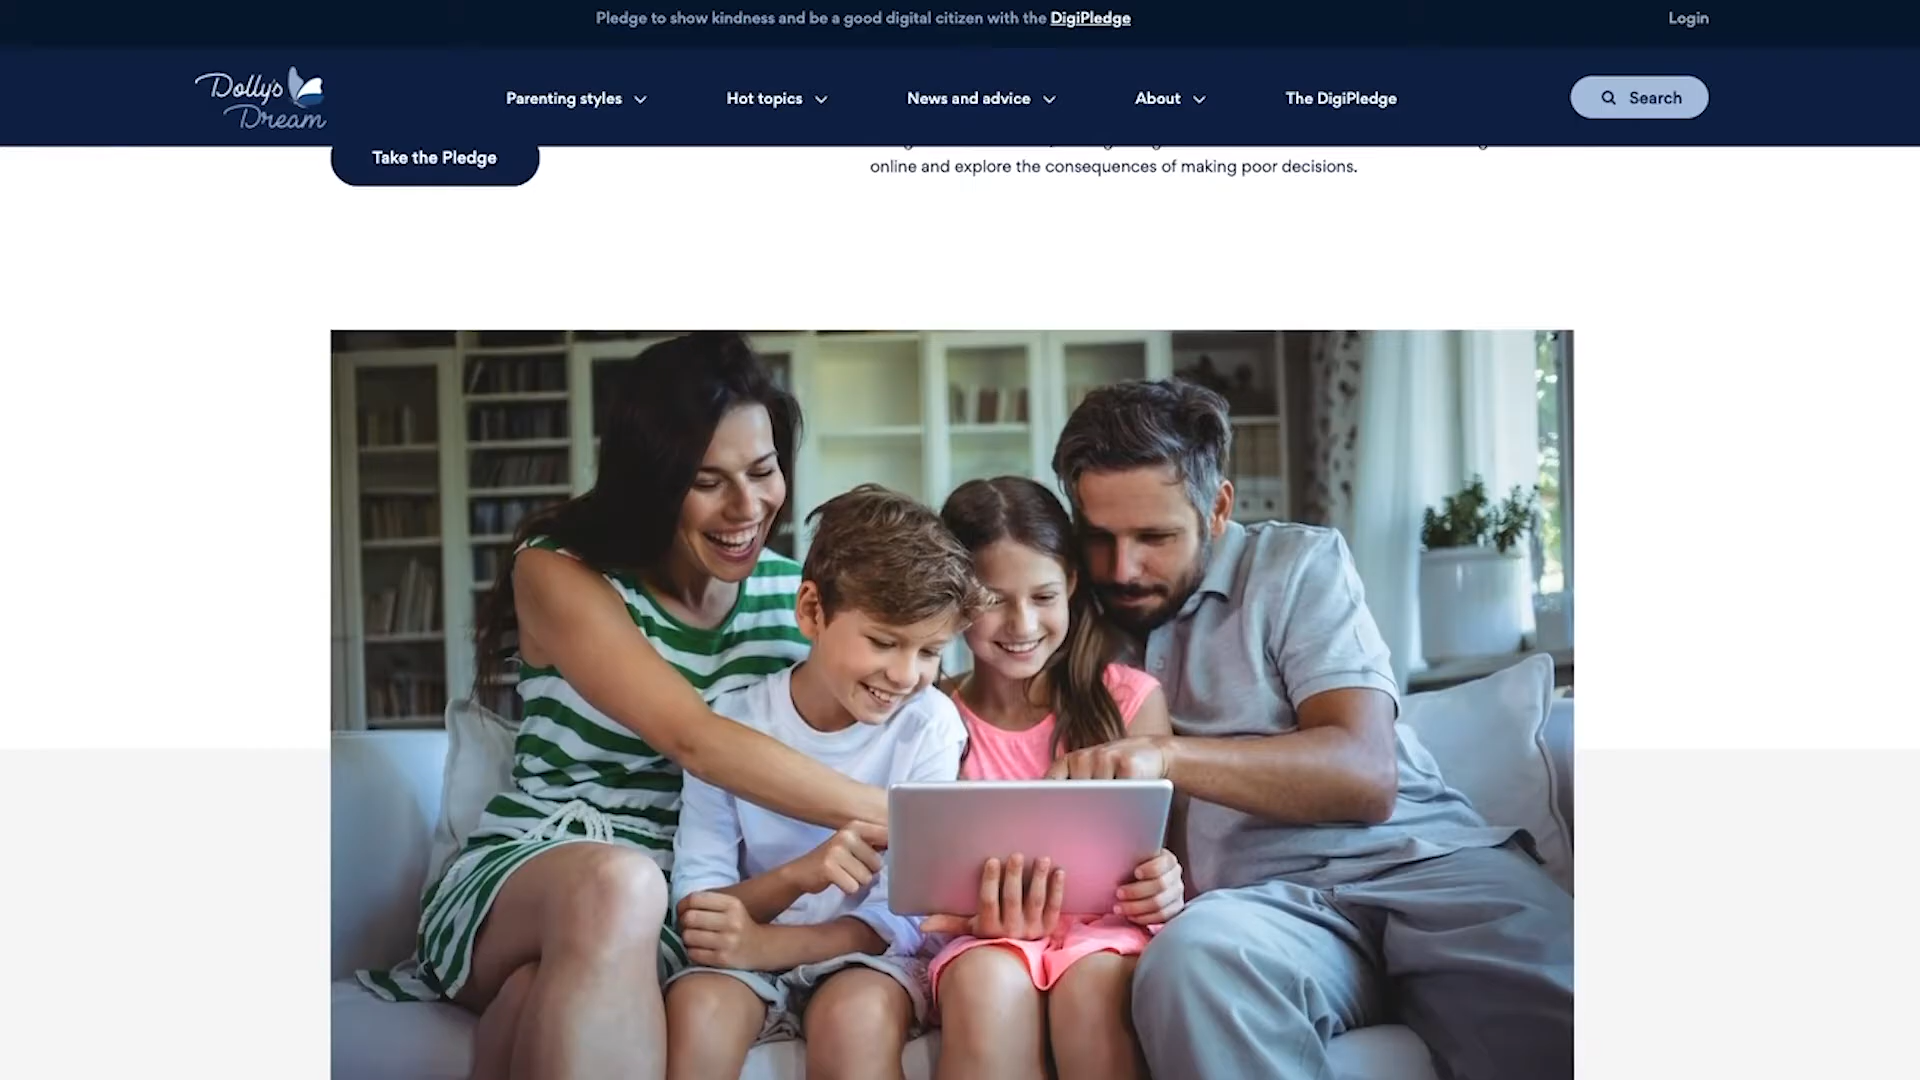 Pledge to show kindness and be a good digital citizen with the DigiPledge
Login
Dolly's
Dream
Parenting styles
Hot topics
News and advice
About
The DigiPledge
Search
Take the Pledge
online and explore the consequences of making poor decisions.